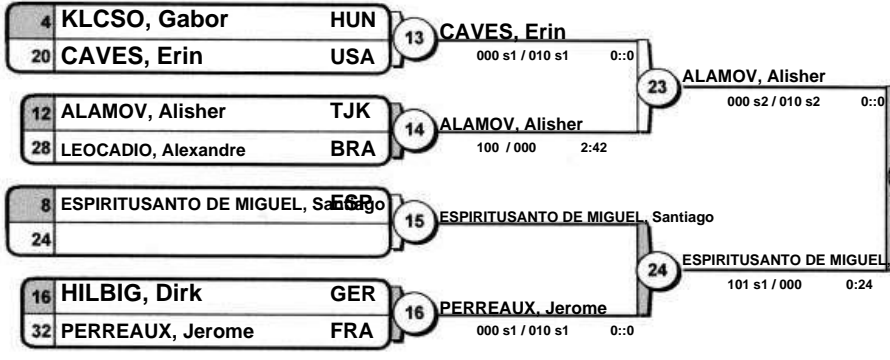 4 KLCSO, Gabor HUN
20 CAVES, Erin USA
13 CAVES, Erin
000 s1 / 010 s1 0::0
12 ALAMOV, Alisher TJK
28 LEOCADIO, Alexandre BRA
14 ALAMOV, Alisher
100 / 000 2:42
23 ALAMOV, Alisher
000 s2 / 010 s2 0::0
8 ESPIRITUSANTO DE MIGUEL, Santiago ESP
24
15 ESPIRITUSANTO DE MIGUEL, Santiago
16 HILBIG, Dirk GER
32 PERREAUX, Jerome FRA
16 PERREAUX, Jerome
000 s1 / 010 s1 0::0
24 ESPIRITUSANTO DE MIGUEL,
101 s1 / 000 0:24